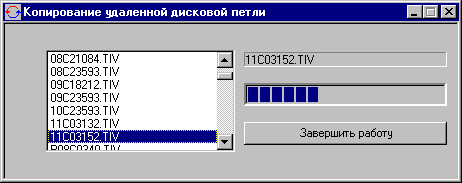 Копирование удаленной дисковой петли
08C21084.TIV
08C23593.TIV
09C18212.TIV
09C23593.TIV
10C23593.TIV
11C03132.TIV
11C03152.TIV
11C03152.TIV
Завершить работу